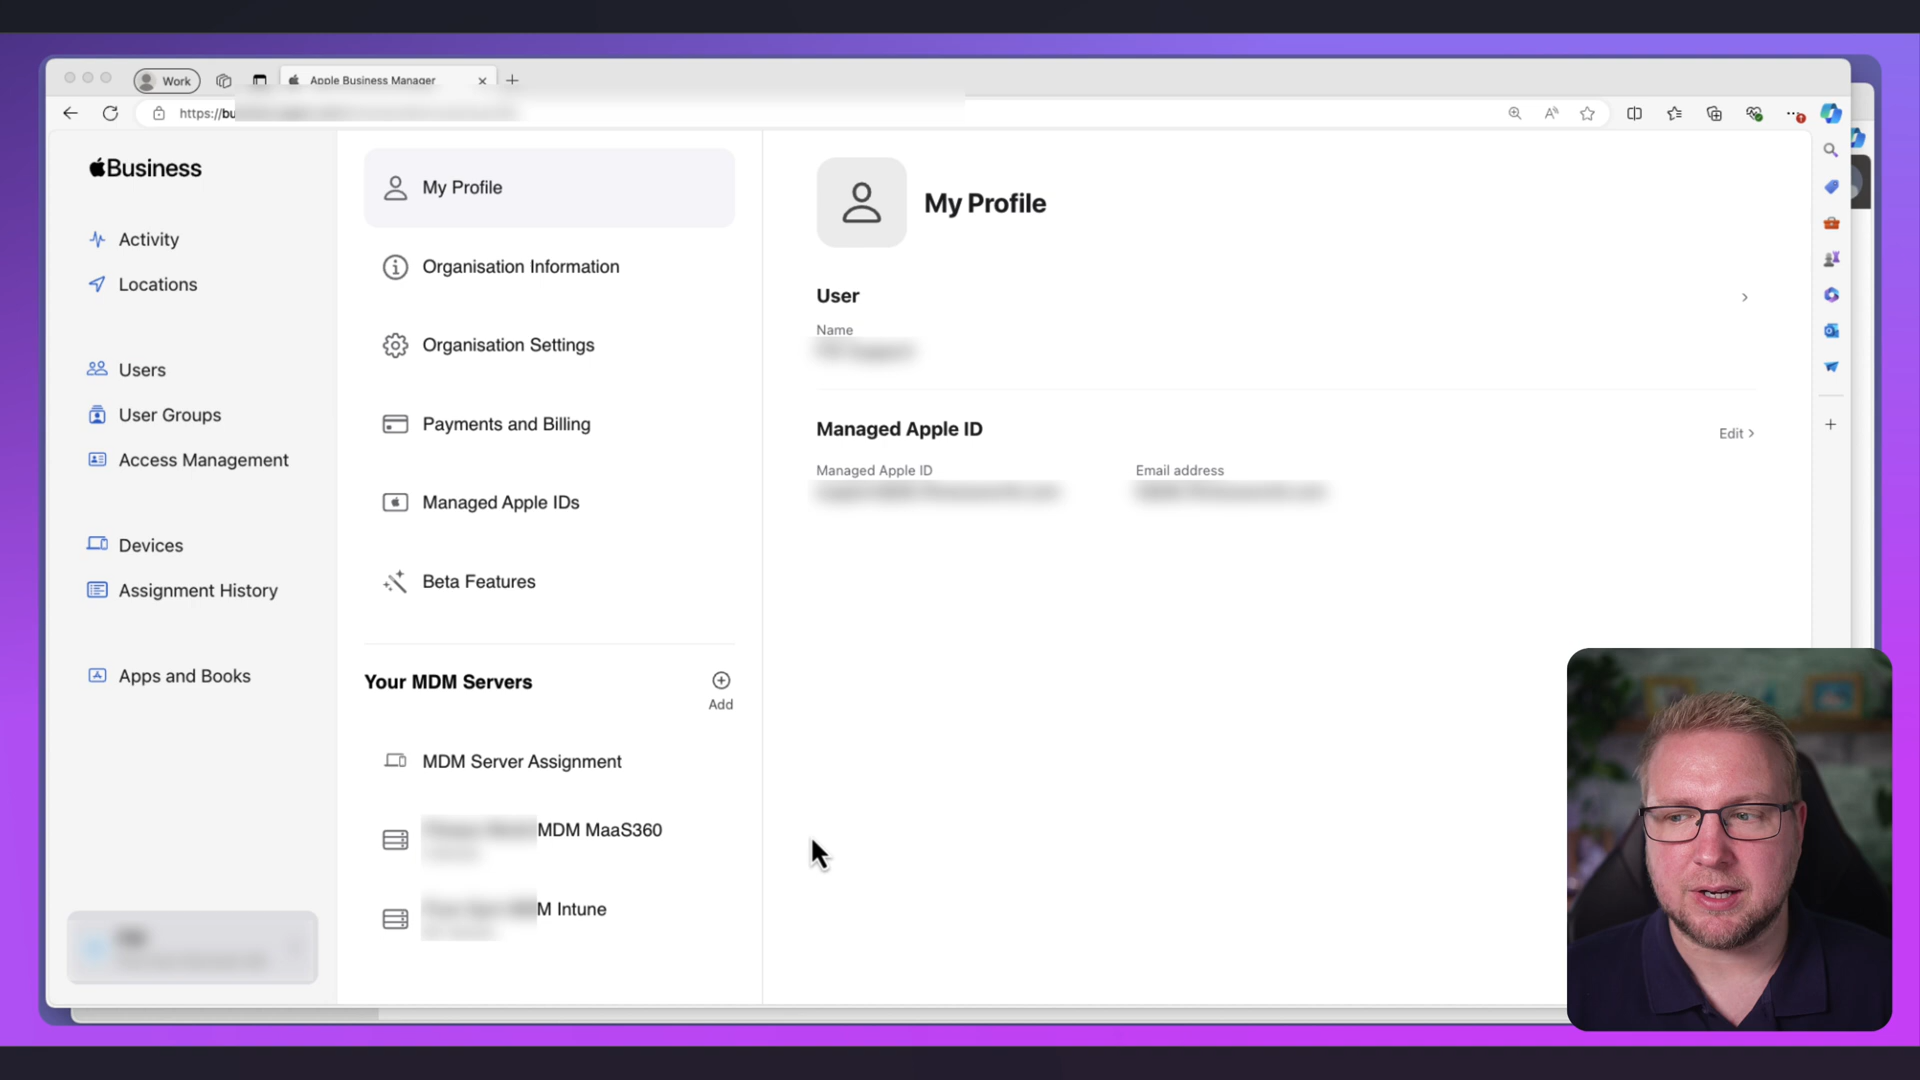 Work
Apple Business Manager
https://bu
Business
Activity
Locations
Users
User Groups
Access Management
Devices
Assignment History
Apps and Books
My Profile
Organisation Information
Organisation Settings
Payments and Billing
Managed Apple IDs
Beta Features
Your MDM Servers
Add
MDM Server Assignment
MDM MaaS360
M Intune
My Profile
User
Name
Managed Apple ID
Edit
Managed Apple ID
Email address